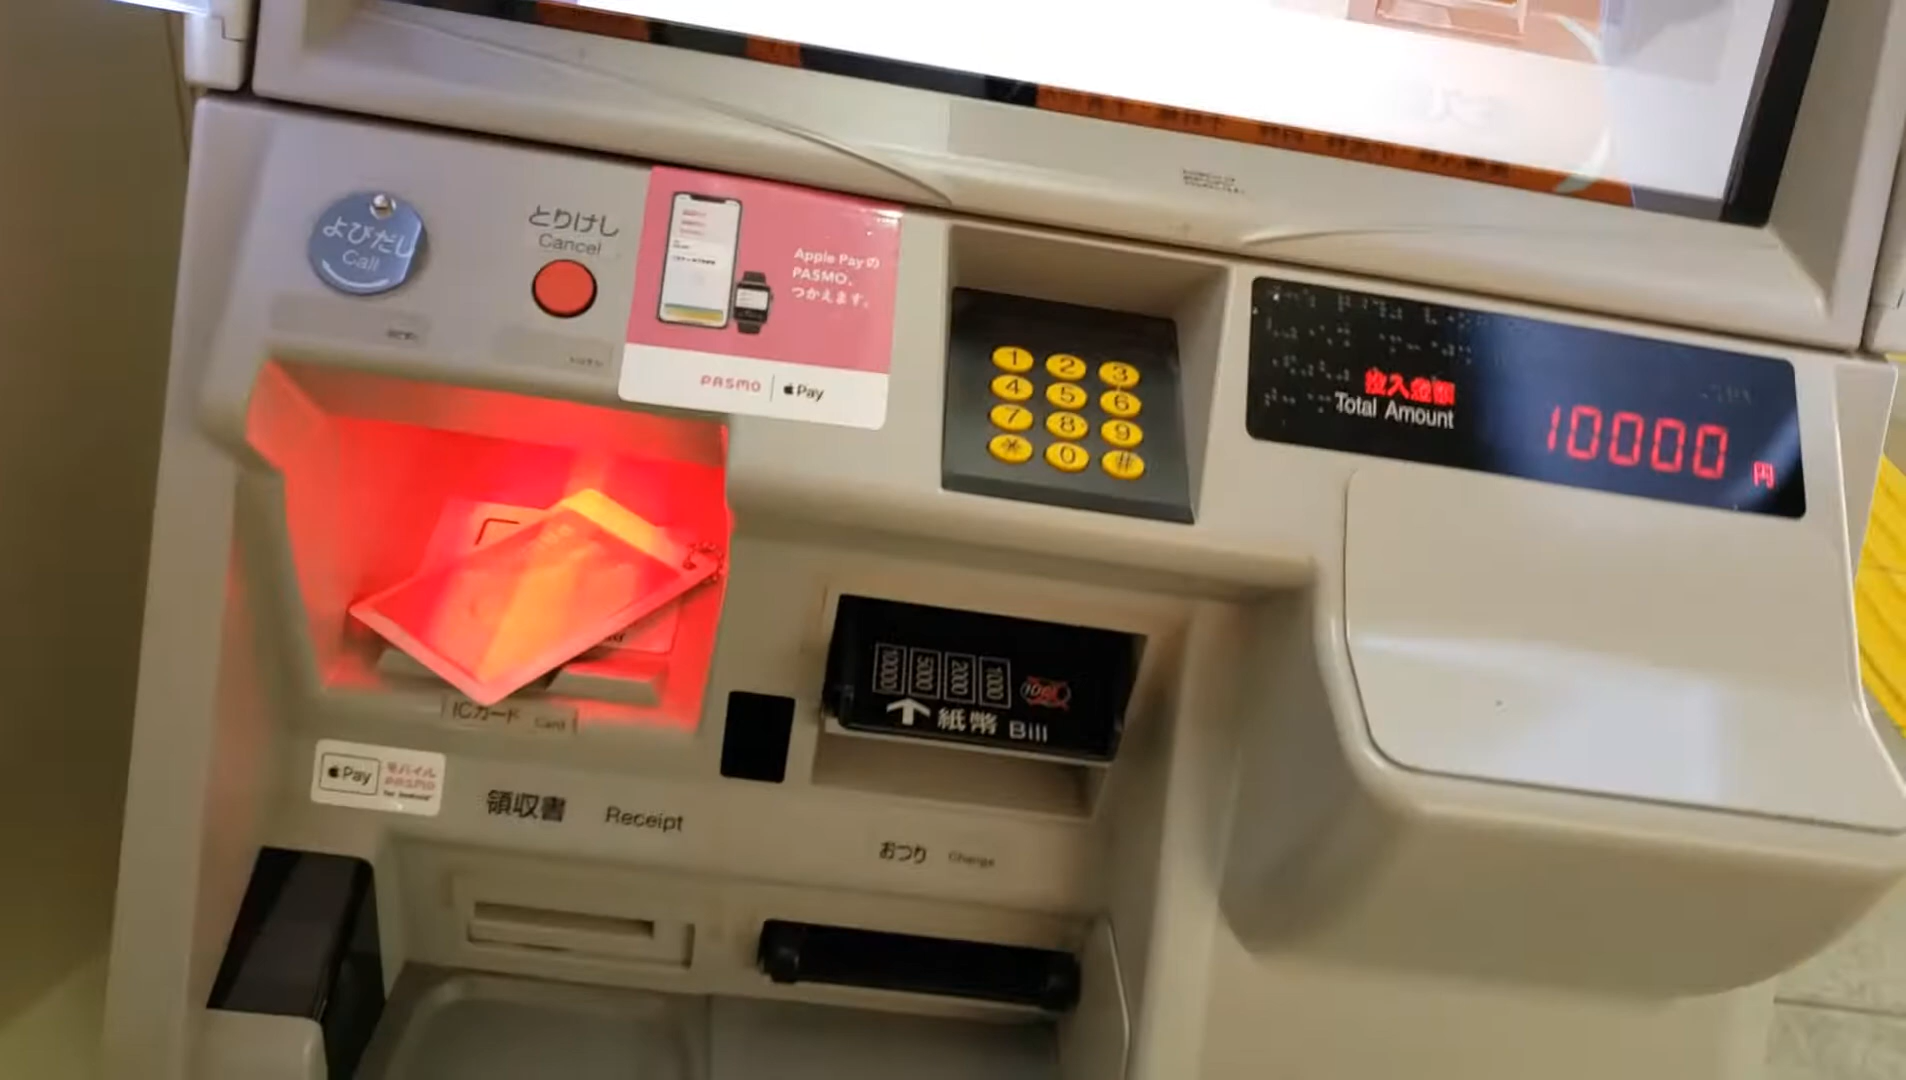 よびだし
Call
とりけし
Cancel
Apple Payの
PASMO、
つかえます。
PASMO
Pay
1 2 3
4 5 6
7 8 9
* 0 #
投入金額
Total Amount
10000 円
ICカード Card
10000 5000 2000 1000
紙幣 Bill
Pay
モバイル
PASMO
for Android
領収書 Receipt
おつり Change